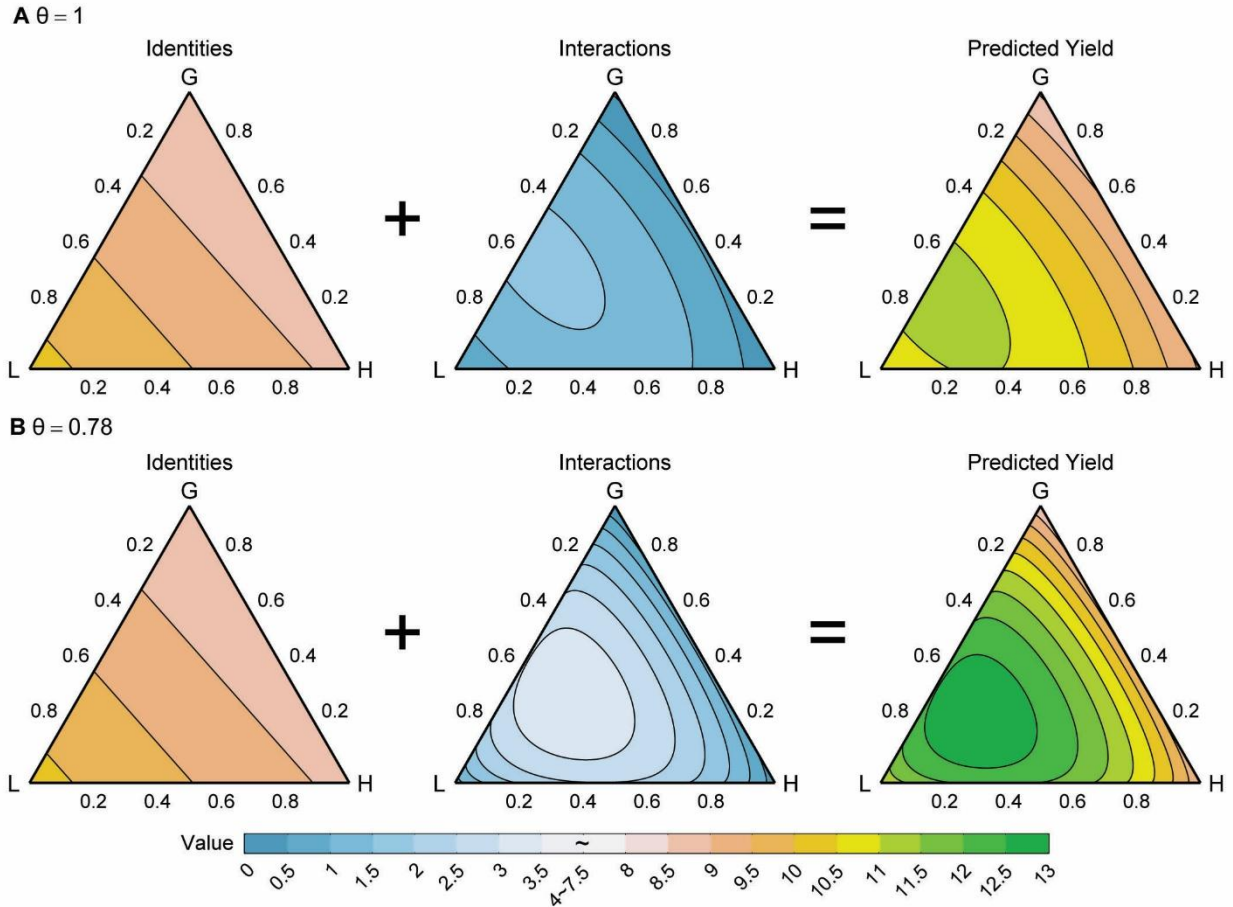 A θ = 1
Identities Interactions Predicted Yield
G G G
0.2 0.8 0.2 0.8 0.2 0.8
0.4 0.6 0.4 0.6 0.4 0.6
+ =
0.6 0.4 0.6 0.4 0.6 0.4
0.8 0.2 0.8 0.2 0.8 0.2
L H L H L H
0.2 0.4 0.6 0.8 0.2 0.4 0.6 0.8 0.2 0.4 0.6 0.8
B θ = 0.78
Identities Interactions Predicted Yield
G G G
0.2 0.8 0.2 0.8 0.2 0.8
0.4 0.6 0.4 0.6 0.4 0.6
+ =
0.6 0.4 0.6 0.4 0.6 0.4
0.8 0.2 0.8 0.2 0.8 0.2
L H L H L H
0.2 0.4 0.6 0.8 0.2 0.4 0.6 0.8 0.2 0.4 0.6 0.8
Value ~
0 0.5 1 1.5 2 2.5 3 3.5 4~7.5 8 8.5 9 9.5 10 10.5 11 11.5 12 12.5 13